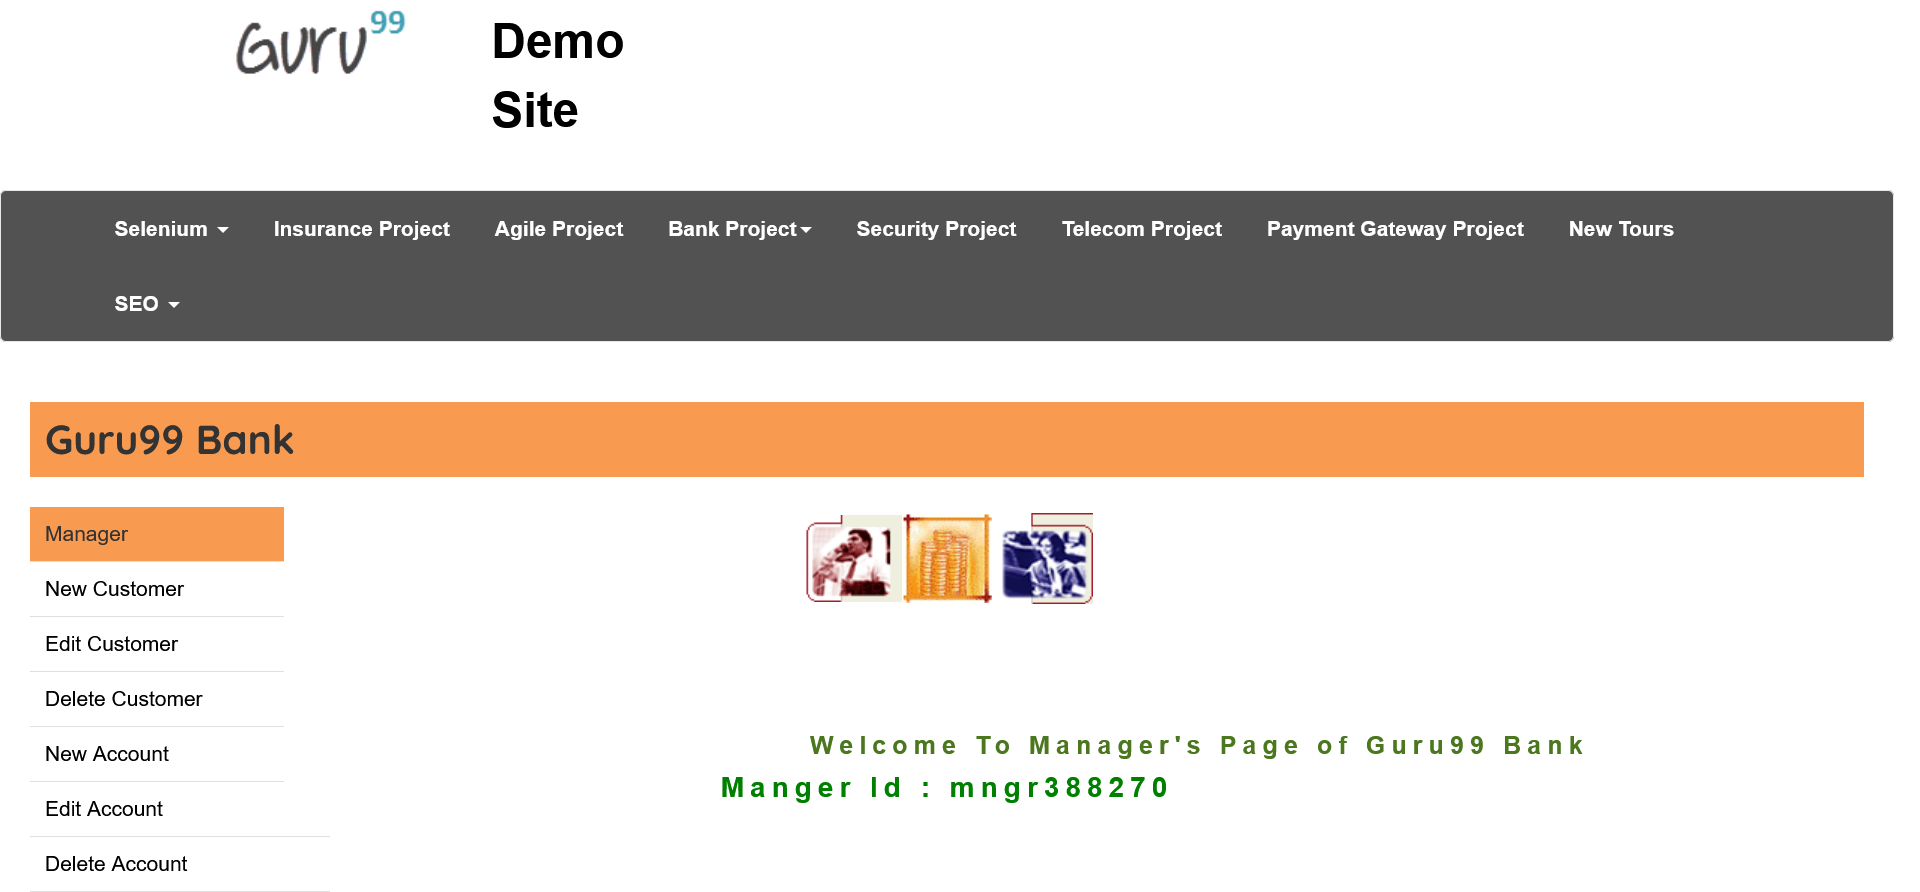 Guru99
Demo
Site
Selenium Insurance Project Agile Project Bank Project Security Project Telecom Project Payment Gateway Project New Tours
SEO
Guru99 Bank
Manager
New Customer
Edit Customer
Delete Customer
New Account
Edit Account
Delete Account
Welcome To Manager's Page of Guru99 Bank
Manger Id : mngr388270